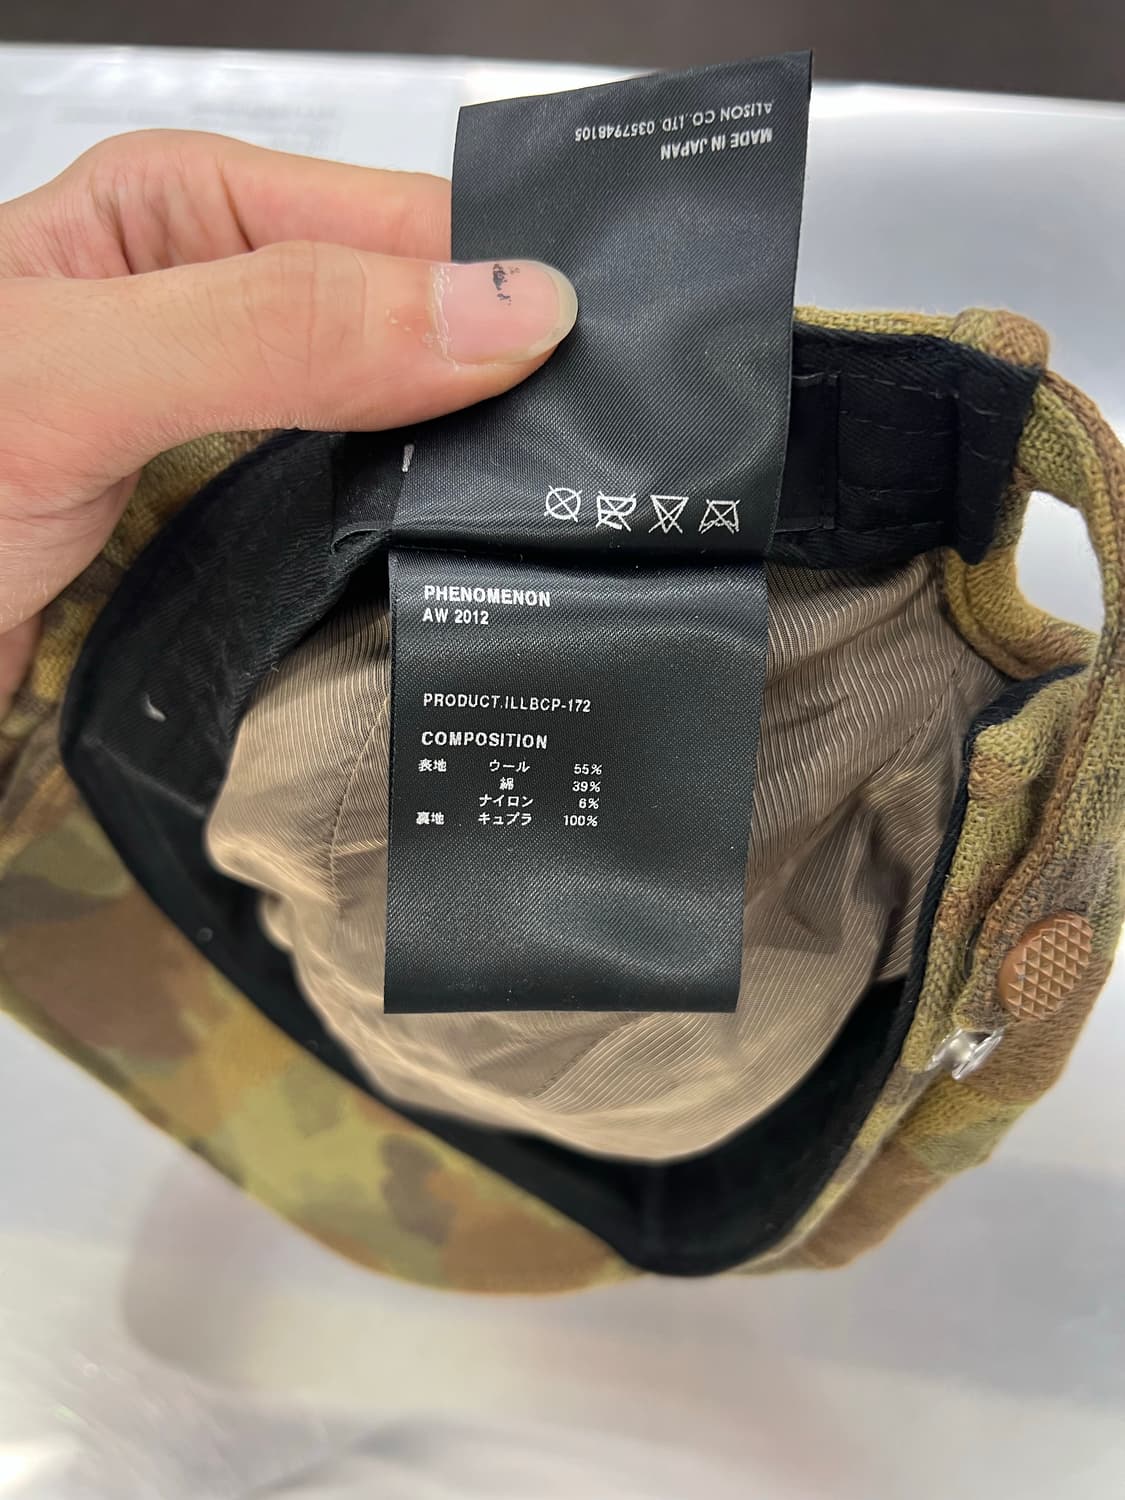 MADE IN JAPAN
ALISON CO. LTD. 0357948105
PHENOMENON
AW 2012
PRODUCT.ILLBCP-172
COMPOSITION
表地 ウール 55%
綿 39%
ナイロン 6%
裏地 キュプラ 100%